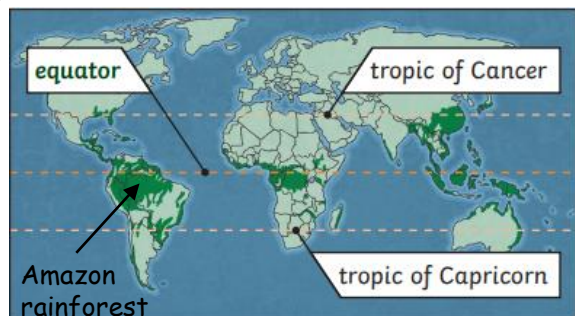 equator
tropic of Cancer
tropic of Capricorn
Amazon
rainforest